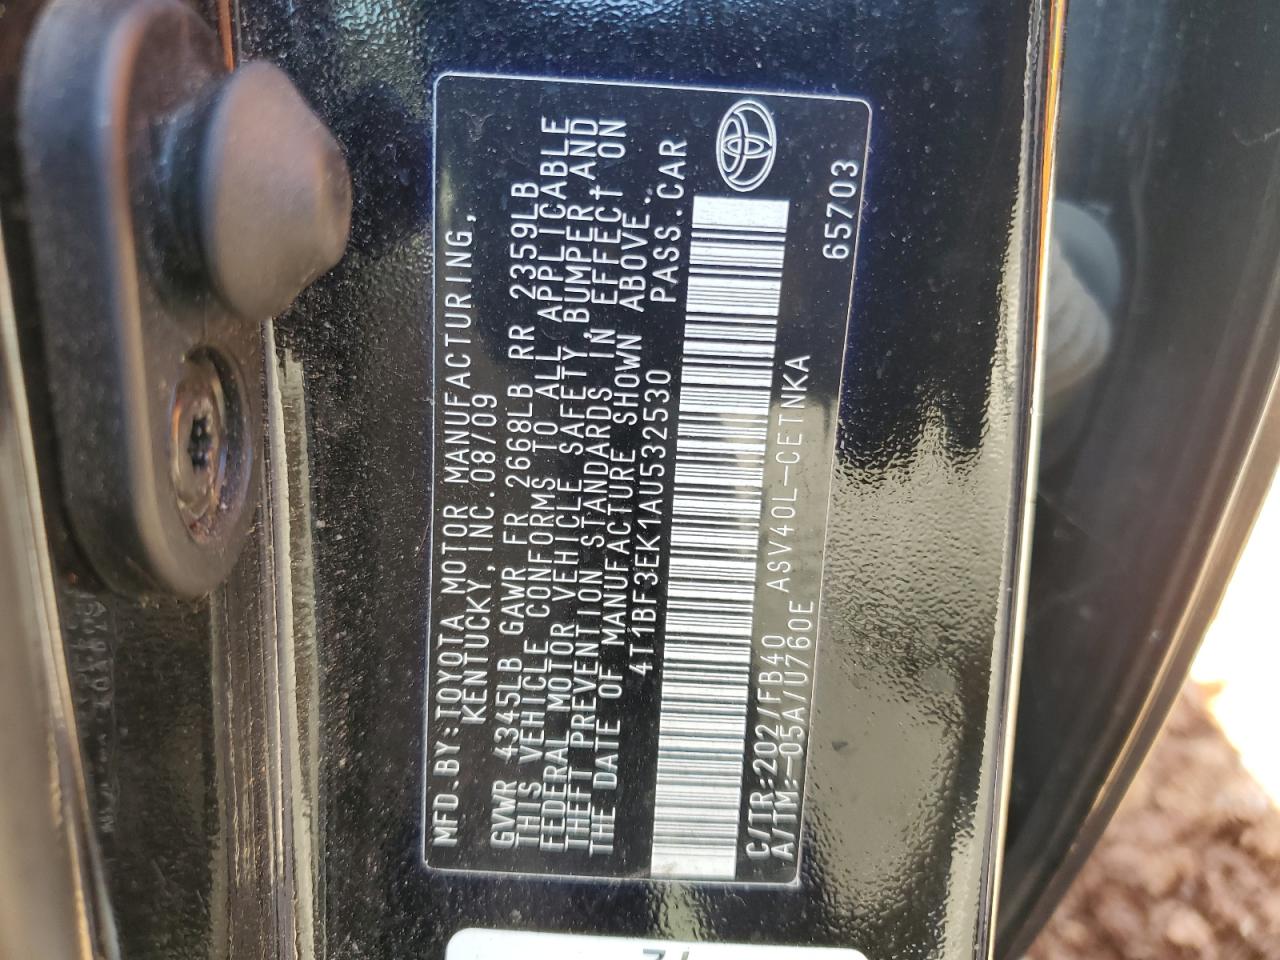 MFD.BY:TOYOTA MOTOR MANUFACTURING,
KENTUCKY,INC.08/09
GVWR 4345LB GAWR FR 2668LB RR 2359LB
THIS VEHICLE CONFORMS TO ALL APPLICABLE
FEDERAL MOTOR VEHICLE SAFETY,BUMPER,AND
THEFT PREVENTION STANDARDS IN EFFECT ON
THE DATE OF MANUFACTURE SHOWN ABOVE.
4T1BF3EK1AU532530 PASS.CAR
C/TR:202/FB40 ASV40L-CETNKA
A/TM:-05A/U760E
65703